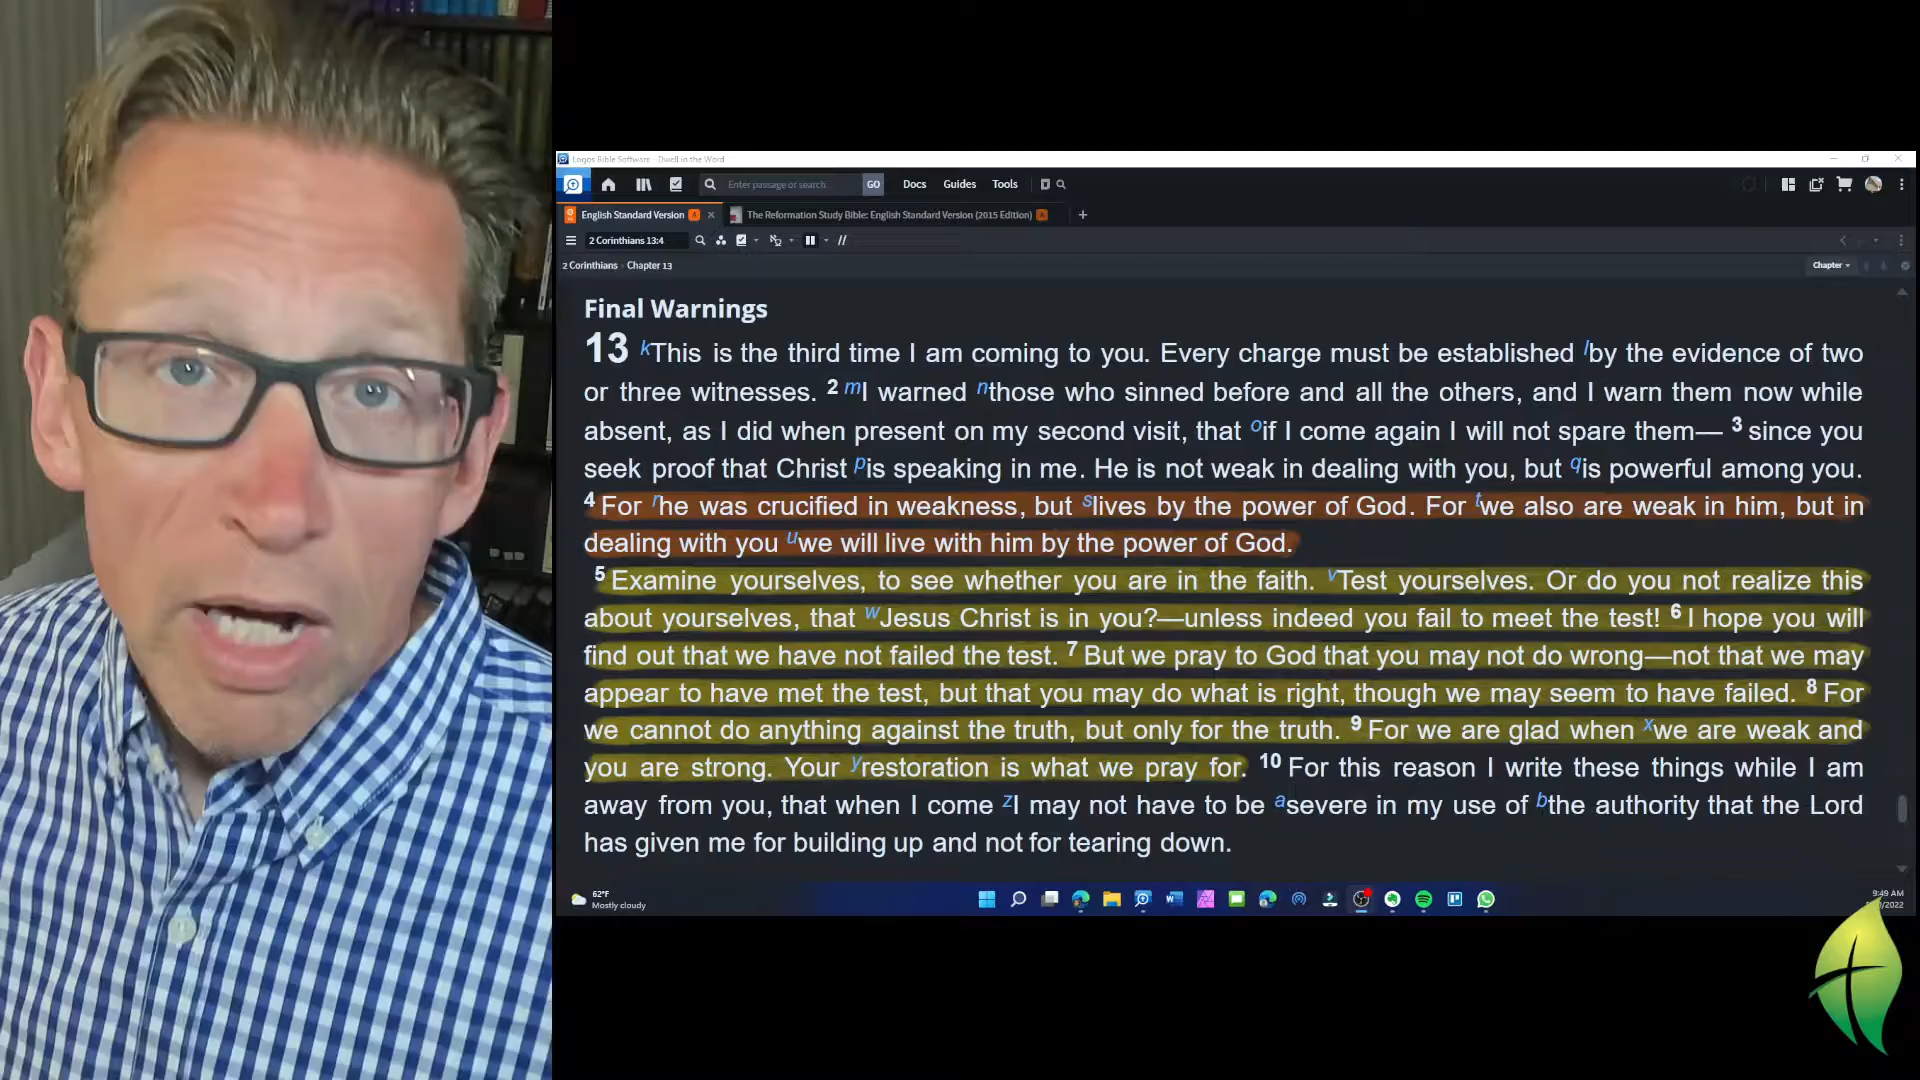 Logos Bible Software - Dwell in the Word
Enter passage or search
GO
Docs
Guides
Tools
English Standard Version
The Reformation Study Bible: English Standard Version (2015 Edition)
2 Corinthians 13:4
2 Corinthians › Chapter 13
Chapter
Final Warnings
13 kThis is the third time I am coming to you. Every charge must be established lby the evidence of two
or three witnesses. 2 mI warned nthose who sinned before and all the others, and I warn them now while
absent, as I did when present on my second visit, that oif I come again I will not spare them— 3 since you
seek proof that Christ pis speaking in me. He is not weak in dealing with you, but qis powerful among you.
4 For rhe was crucified in weakness, but slives by the power of God. For twe also are weak in him, but in
dealing with you uwe will live with him by the power of God.
5 Examine yourselves, to see whether you are in the faith. vTest yourselves. Or do you not realize this
about yourselves, that wJesus Christ is in you?—unless indeed you fail to meet the test! 6 I hope you will
find out that we have not failed the test. 7 But we pray to God that you may not do wrong—not that we may
appear to have met the test, but that you may do what is right, though we may seem to have failed. 8 For
we cannot do anything against the truth, but only for the truth. 9 For we are glad when xwe are weak and
you are strong. Your yrestoration is what we pray for. 10 For this reason I write these things while I am
away from you, that when I come zI may not have to be asevere in my use of bthe authority that the Lord
has given me for building up and not for tearing down.
62°F
Mostly cloudy
9:49 AM